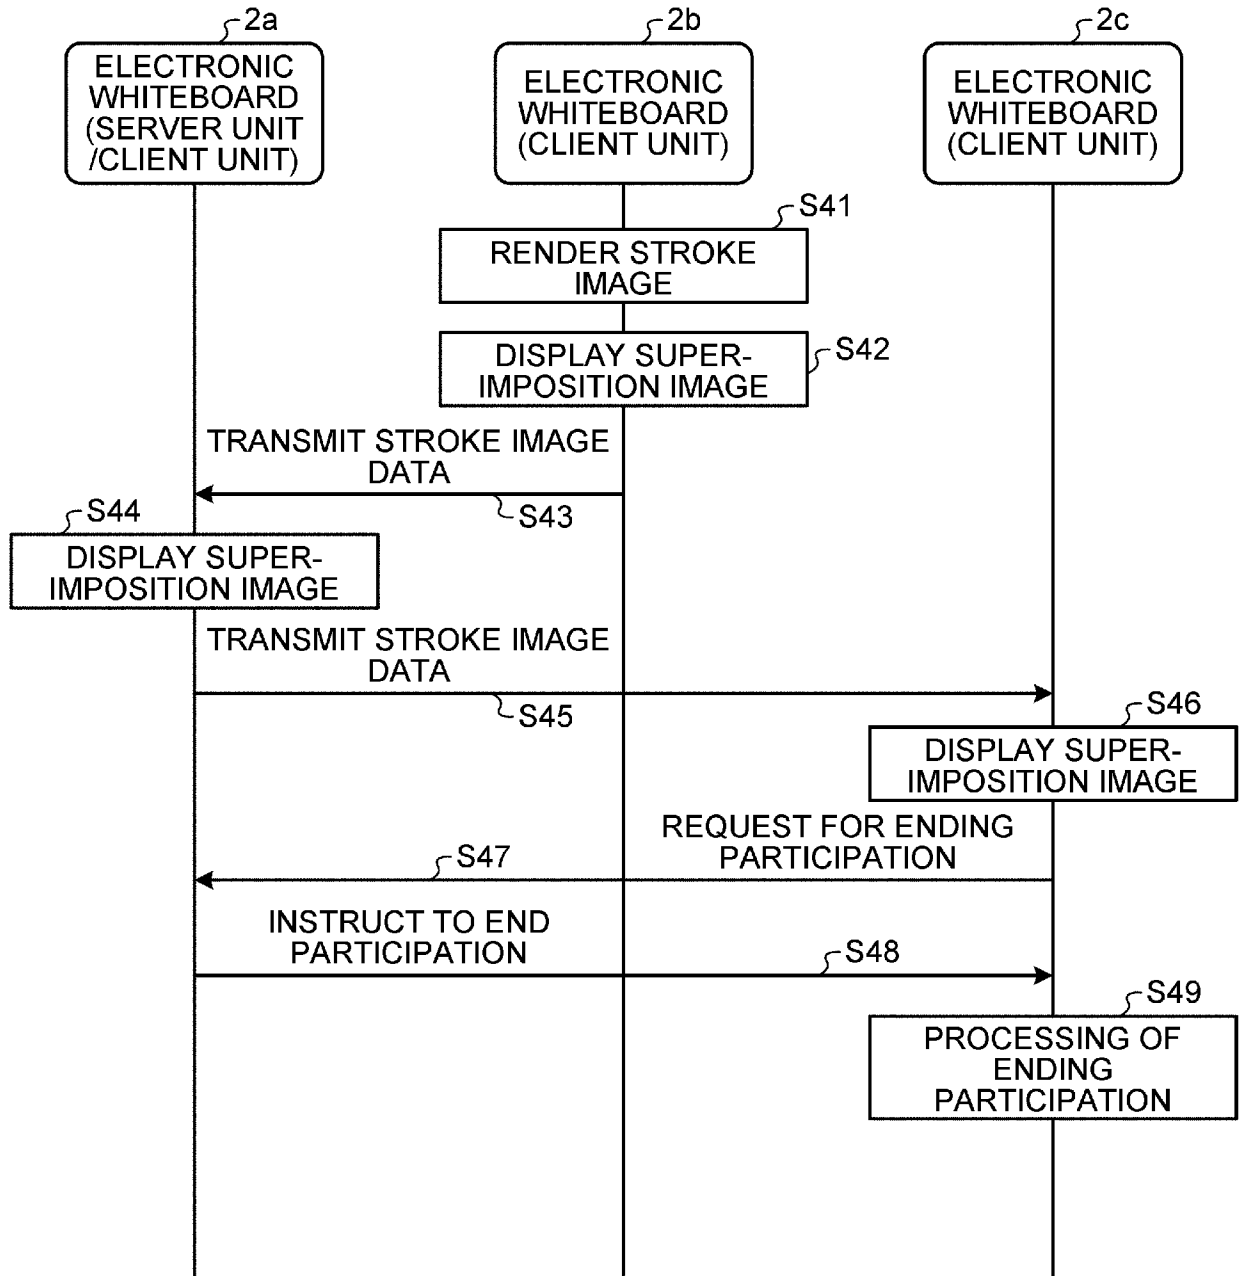 2a
2b
2c
ELECTRONIC
WHITEBOARD
(SERVER UNIT
/CLIENT UNIT)
ELECTRONIC
WHITEBOARD
(CLIENT UNIT)
ELECTRONIC
WHITEBOARD
(CLIENT UNIT)
S41
RENDER STROKE
IMAGE
S42
DISPLAY SUPER-
IMPOSITION IMAGE
TRANSMIT STROKE IMAGE
DATA
S43
S44
DISPLAY SUPER-
IMPOSITION IMAGE
TRANSMIT STROKE IMAGE
DATA
S45
S46
DISPLAY SUPER-
IMPOSITION IMAGE
REQUEST FOR ENDING
PARTICIPATION
S47
INSTRUCT TO END
PARTICIPATION
S48
S49
PROCESSING OF
ENDING
PARTICIPATION